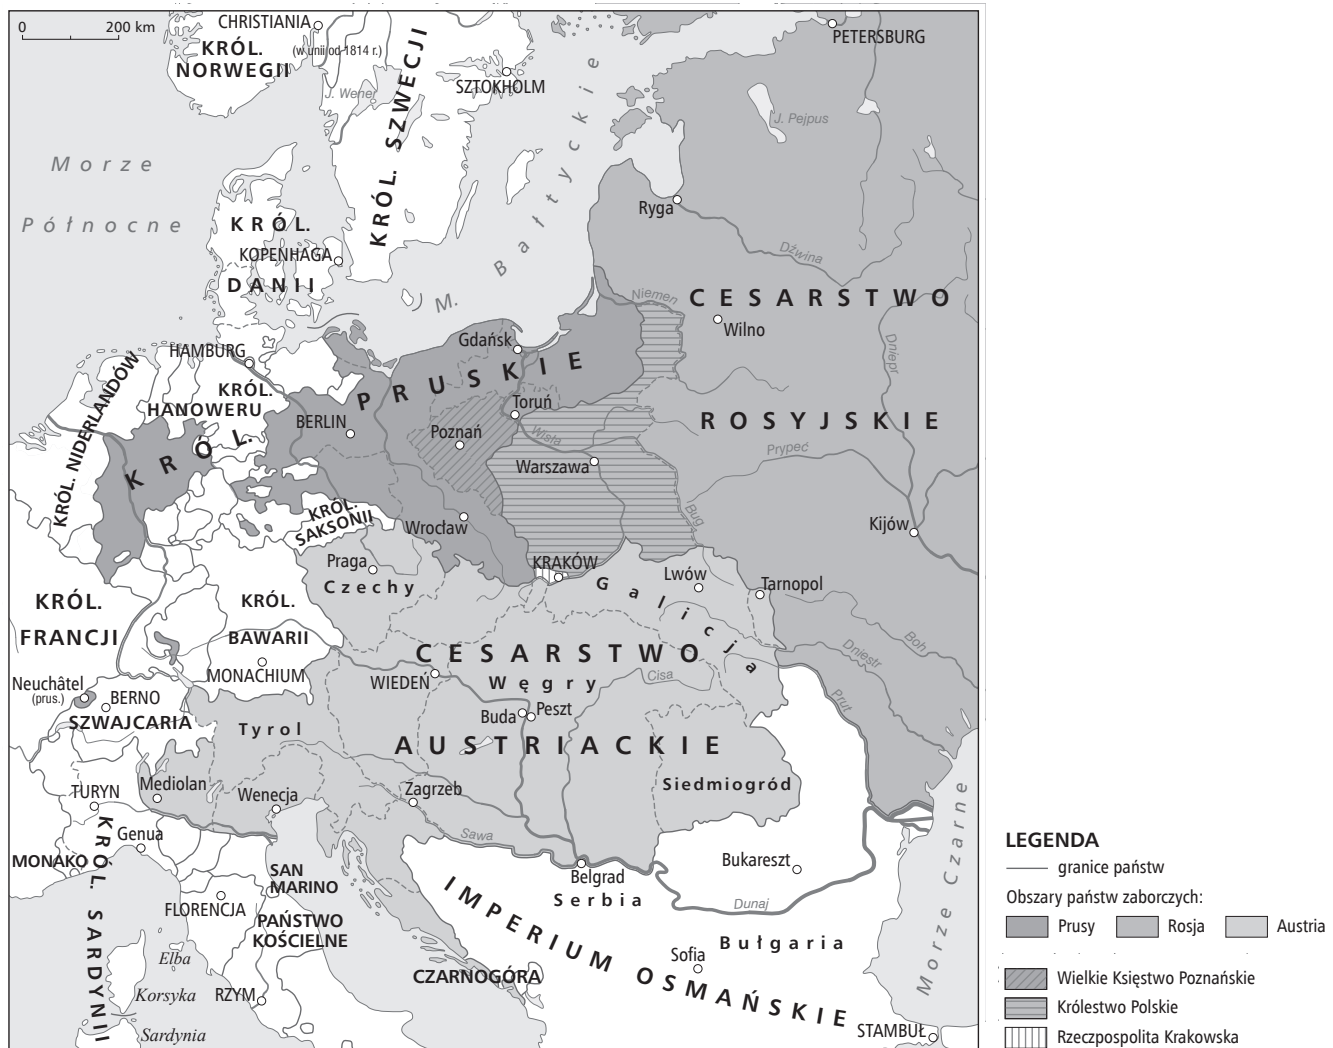 0 200 km
CHRISTIANIA
KRÓL.
NORWEGII
(w unii od 1814 r.)
J. Wener
KRÓL. SZWECJI
SZTOKHOLM
PETERSBURG
J. Pejpus
Morze
Północne
M. Bałtyckie
KRÓL.
KOPENHAGA
DANII
Ryga
Dźwina
Niemen
CESARSTWO
Wilno
Dniepr
ROSYJSKIE
Prypeć
Kijów
HAMBURG
KRÓL.
HANOWERU
KRÓL. NIDERLANDÓW
Gdańsk
KRÓL. PRUSKIE
BERLIN
Toruń
Poznań
Wisła
Warszawa
Bug
Wrocław
KRÓL.
SAKSONII
Praga
Czechy
KRAKÓW
Galicja
Lwów
Tarnopol
Boh
Dniestr
Prut
KRÓL.
FRANCJI
KRÓL.
BAWARII
MONACHIUM
CESARSTWO
WIEDEŃ
Węgry
Cisa
Neuchâtel
(prus.)
BERNO
SZWAJCARIA
Tyrol
Buda
Peszt
AUSTRIACKIE
Siedmiogród
TURYN
Mediolan
Wenecja
Zagrzeb
Sawa
Genua
MONAKO
KRÓL. SARDYNII
SAN
MARINO
FLORENCJA
PAŃSTWO
KOŚCIELNE
Elba
Korsyka
RZYM
Sardynia
Belgrad
Serbia
Bukareszt
Dunaj
Bułgaria
Sofia
CZARNOGÓRA
IMPERIUM OSMAŃSKIE
STAMBUŁ
Morze Czarne
LEGENDA
granice państw
Obszary państw zaborczych:
Prusy Rosja Austria
Wielkie Księstwo Poznańskie
Królestwo Polskie
Rzeczpospolita Krakowska